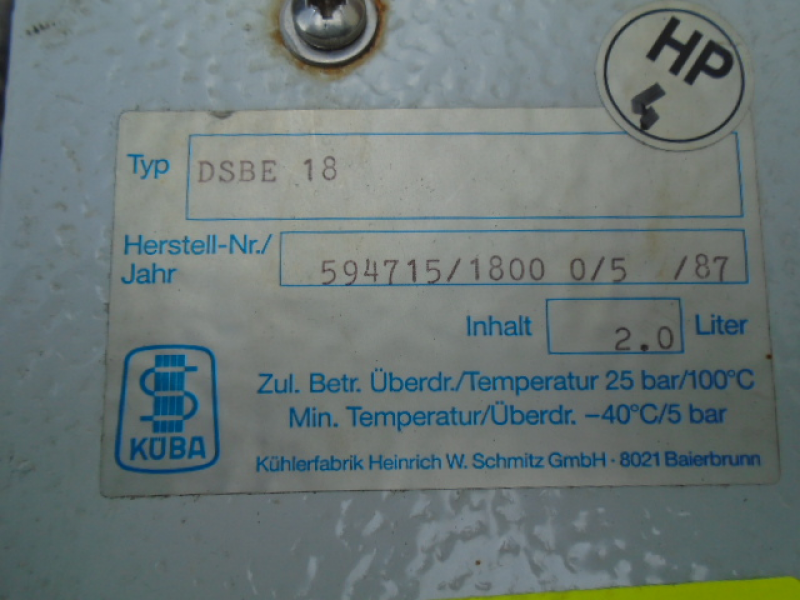 HP
4
Typ DSBE 18
Herstell-Nr./
Jahr 594715/1800 0/5 /87
Inhalt 2.0 Liter
Zul. Betr. Überdr./Temperatur 25 bar/100°C
Min. Temperatur/Überdr. –40°C/5 bar
KÜBA
Kühlerfabrik Heinrich W. Schmitz GmbH · 8021 Baierbrunn